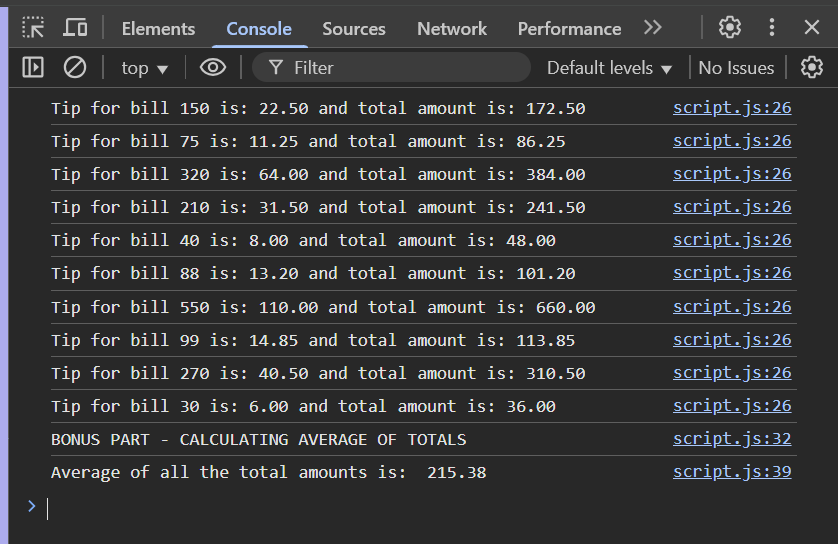 Elements Console Sources Network Performance
top Filter Default levels No Issues
Tip for bill 150 is: 22.50 and total amount is: 172.50 script.js:26
Tip for bill 75 is: 11.25 and total amount is: 86.25 script.js:26
Tip for bill 320 is: 64.00 and total amount is: 384.00 script.js:26
Tip for bill 210 is: 31.50 and total amount is: 241.50 script.js:26
Tip for bill 40 is: 8.00 and total amount is: 48.00 script.js:26
Tip for bill 88 is: 13.20 and total amount is: 101.20 script.js:26
Tip for bill 550 is: 110.00 and total amount is: 660.00 script.js:26
Tip for bill 99 is: 14.85 and total amount is: 113.85 script.js:26
Tip for bill 270 is: 40.50 and total amount is: 310.50 script.js:26
Tip for bill 30 is: 6.00 and total amount is: 36.00 script.js:26
BONUS PART - CALCULATING AVERAGE OF TOTALS script.js:32
Average of all the total amounts is:  215.38 script.js:39